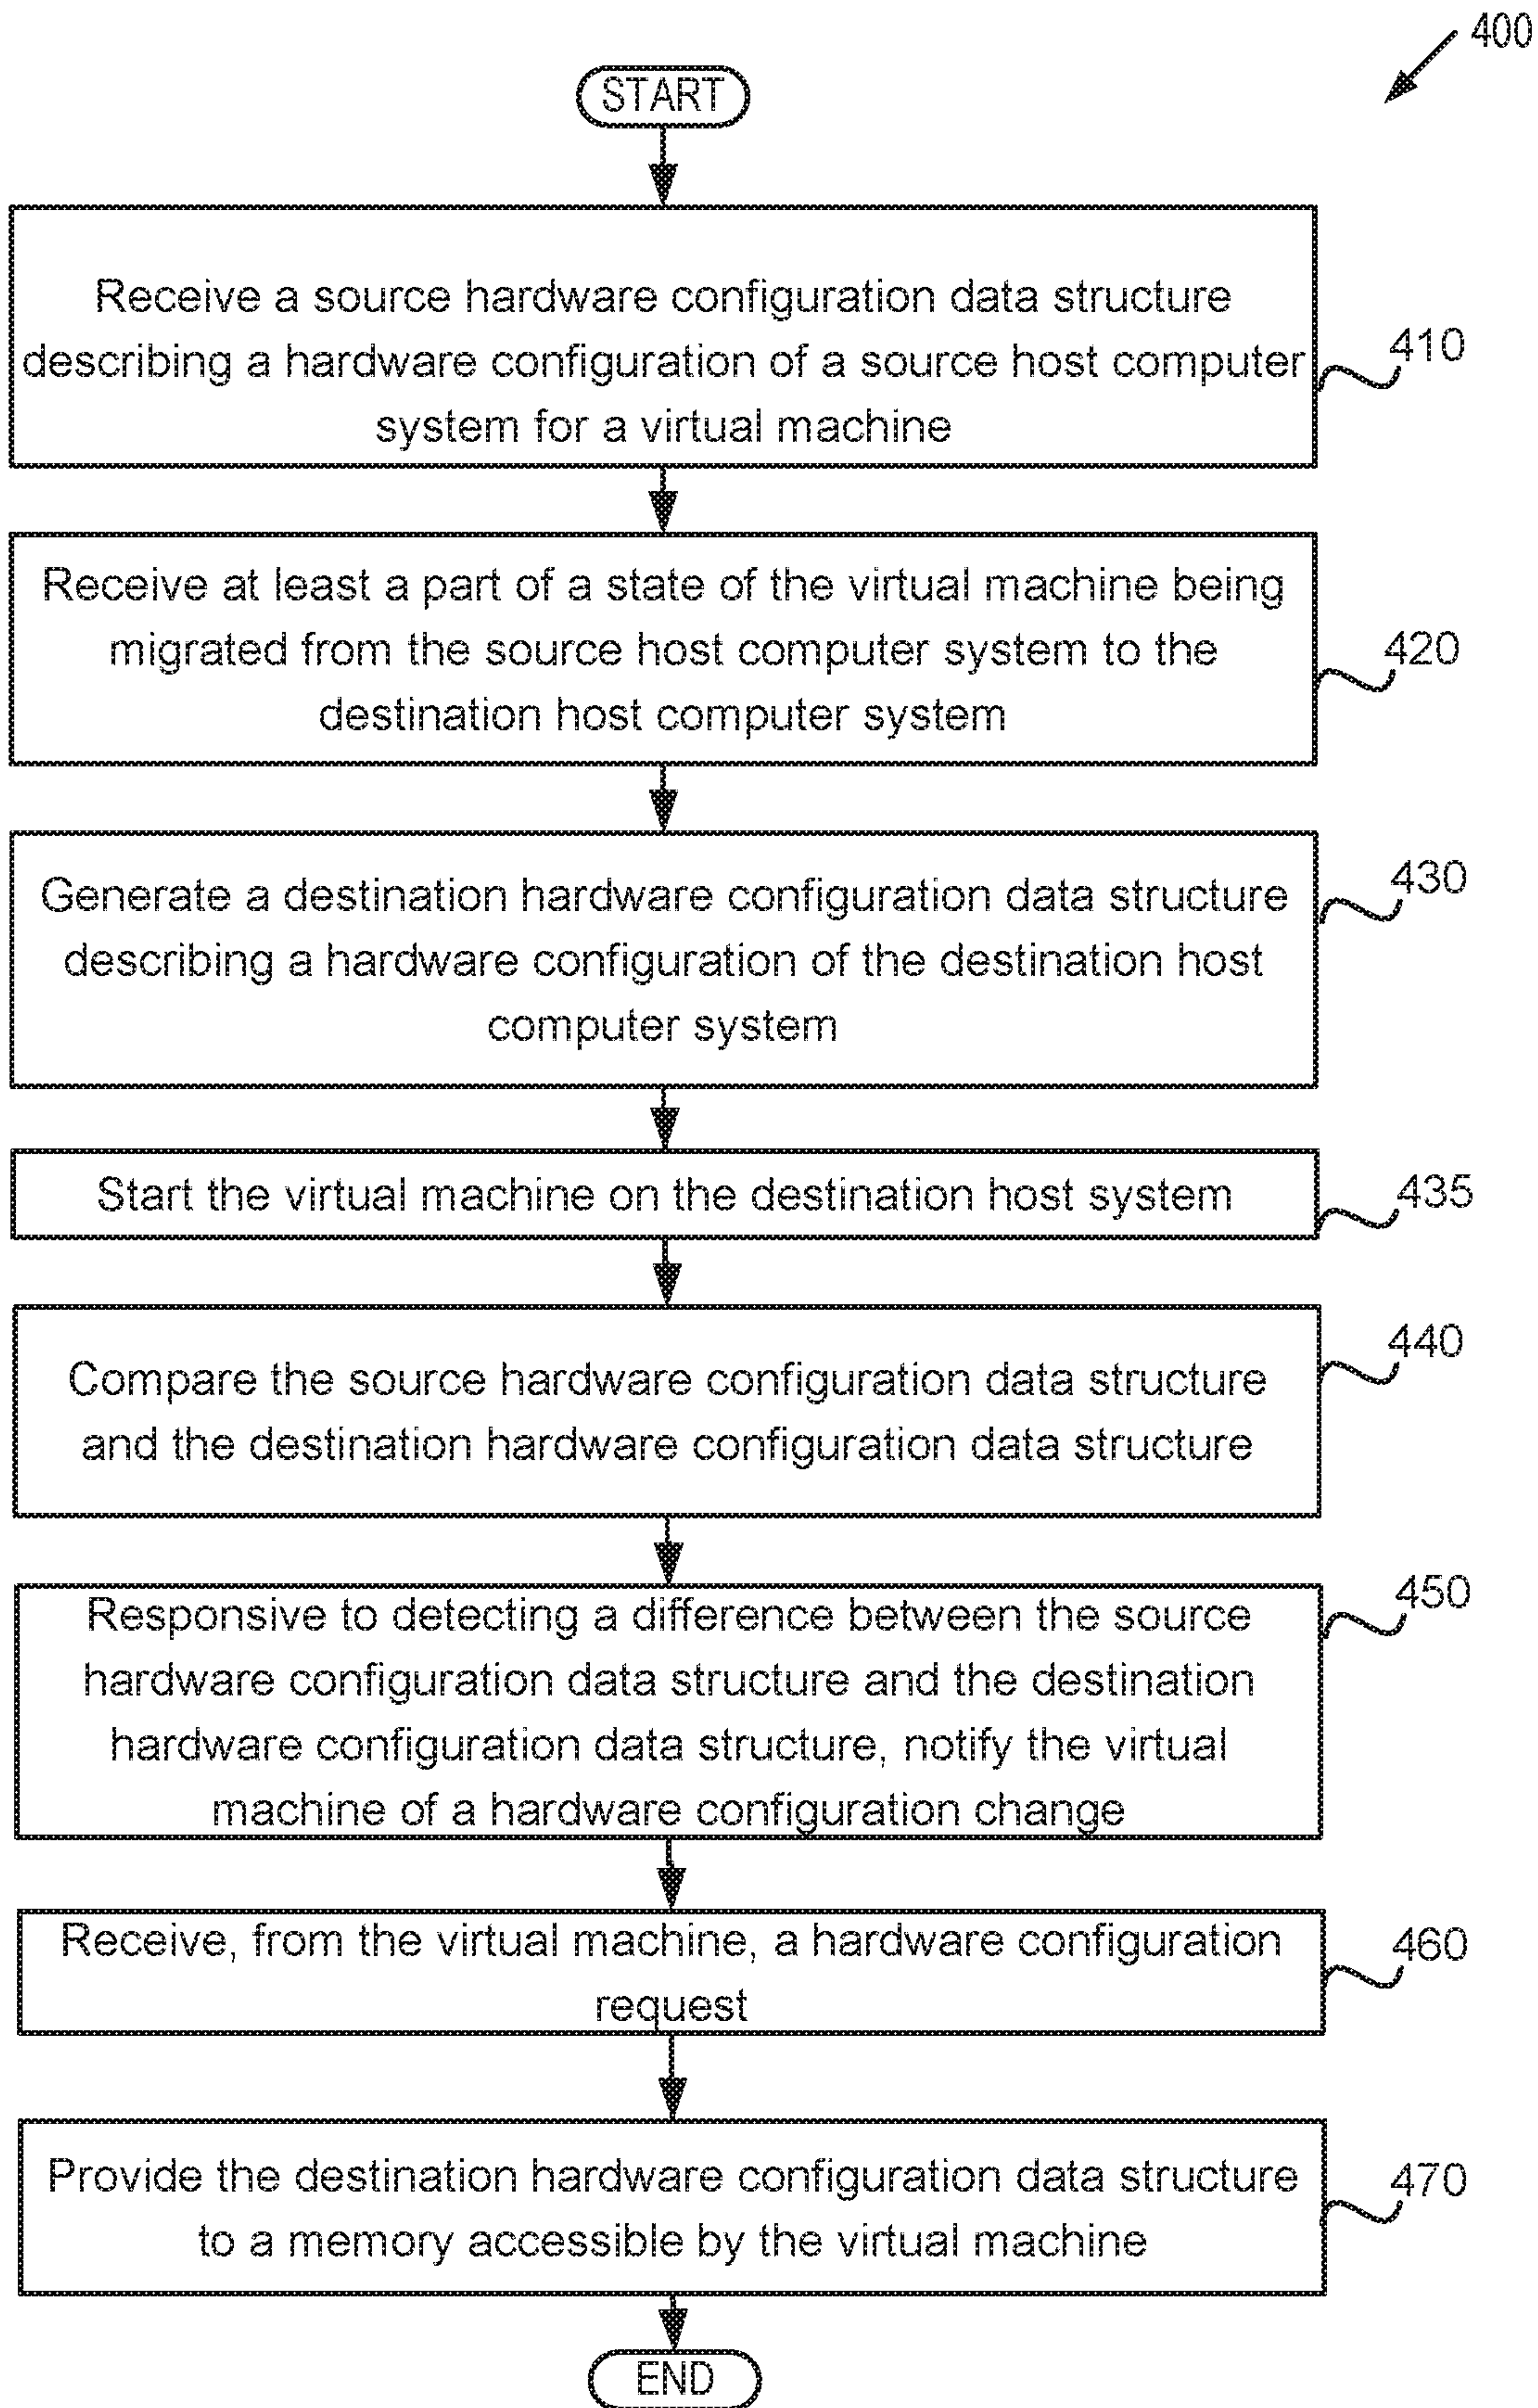 400
START
Receive a source hardware configuration data structure
describing a hardware configuration of a source host computer
system for a virtual machine
410
Receive at least a part of a state of the virtual machine being
migrated from the source host computer system to the
destination host computer system
420
Generate a destination hardware configuration data structure
describing a hardware configuration of the destination host
computer system
430
Start the virtual machine on the destination host system
435
Compare the source hardware configuration data structure
and the destination hardware configuration data structure
440
Responsive to detecting a difference between the source
hardware configuration data structure and the destination
hardware configuration data structure, notify the virtual
machine of a hardware configuration change
450
Receive, from the virtual machine, a hardware configuration
request
460
Provide the destination hardware configuration data structure
to a memory accessible by the virtual machine
470
END